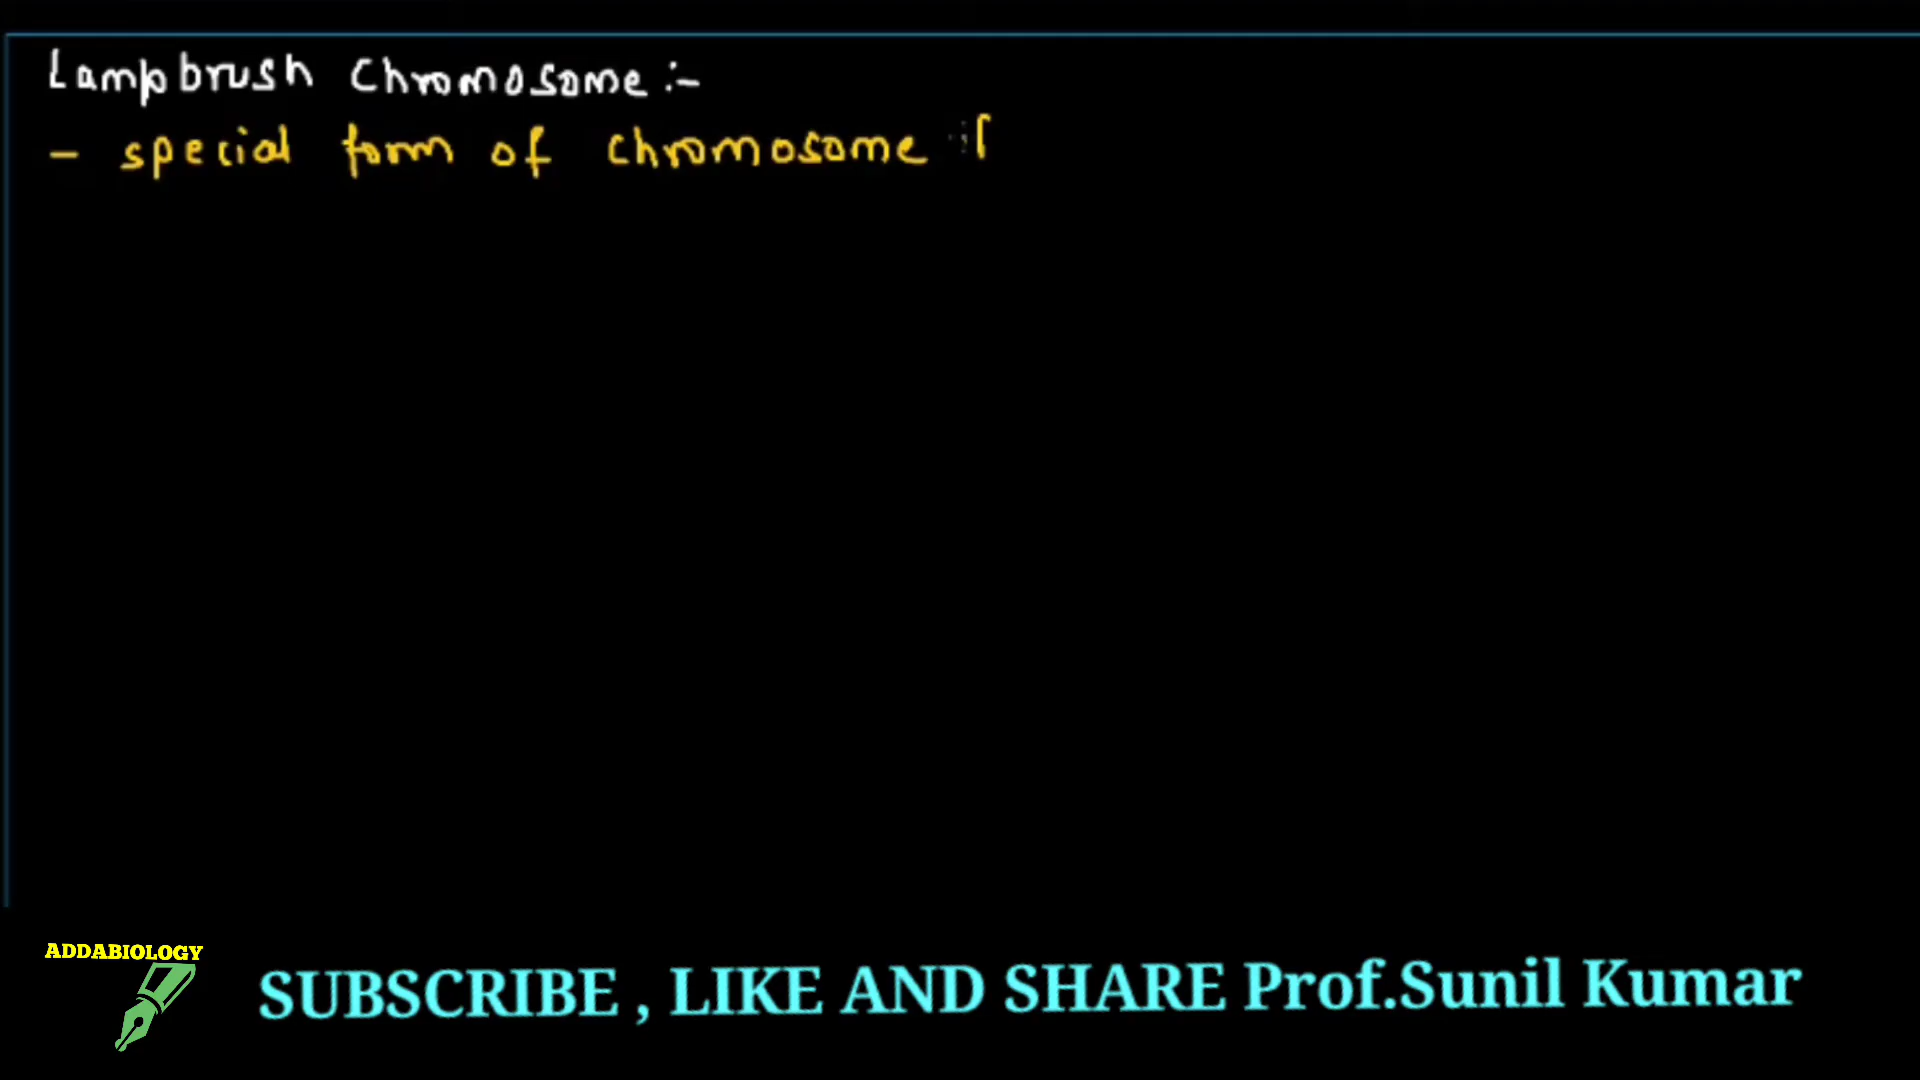 Lampbrush Chromosome :-
- special form of chromosome
ADDABIOLOGY
SUBSCRIBE , LIKE AND SHARE Prof.Sunil Kumar